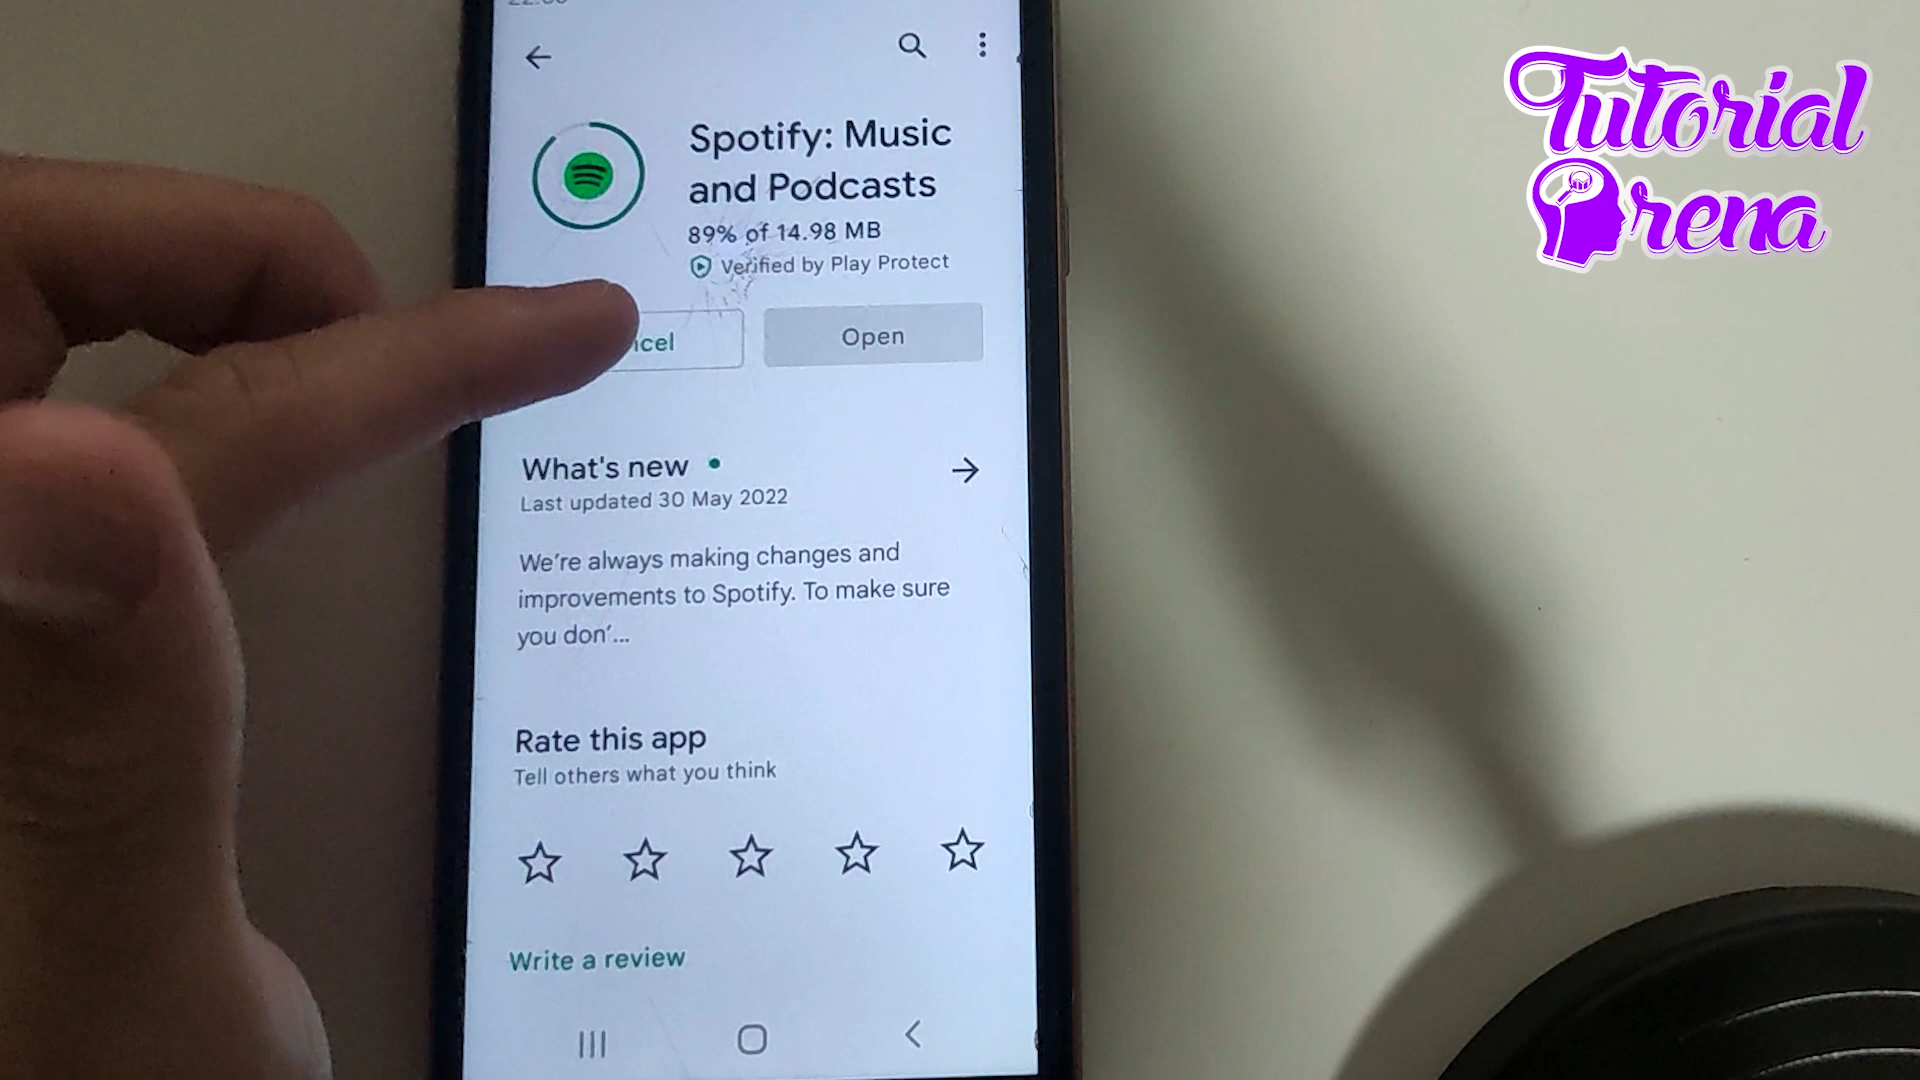 Spotify: Music
and Podcasts
89% of 14.98 MB
Verified by Play Protect
Open
What's new •
Last updated 30 May 2022
We're always making changes and
improvements to Spotify. To make sure
you don'...
Rate this app
Tell others what you think
Write a review
Tutorial
Arena